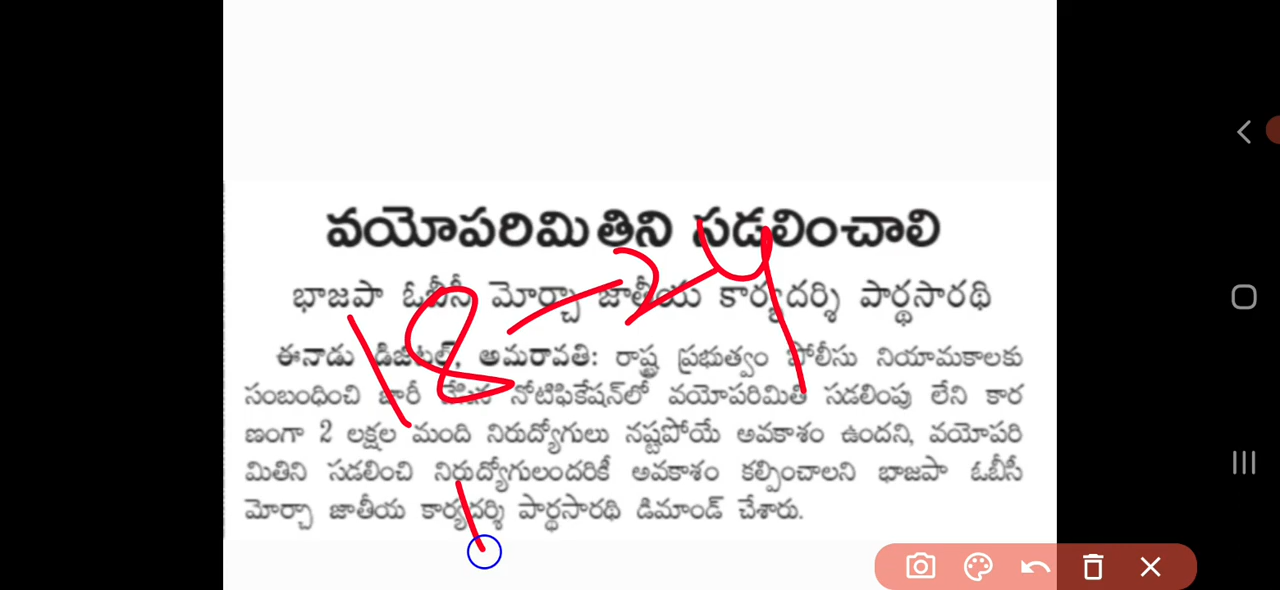 వయోపరిమితిని సడలించాలి
భాజపా ఓబీసీ మోర్చా జాతీయ కార్యదర్శి పార్థసారథి
ఈనాడు డిజిటల్, అమరావతి: రాష్ట్ర ప్రభుత్వం పోలీసు నియామకాలకు
సంబంధించి జారీ చేసిన నోటిఫికేషన్‌లో వయోపరిమితి సడలింపు లేని కార
ణంగా 2 లక్షల మంది నిరుద్యోగులు నష్టపోయే అవకాశం ఉందని, వయోపరి
మితిని సడలించి నిరుద్యోగులందరికీ అవకాశం కల్పించాలని భాజపా ఓబీసీ
మోర్చా జాతీయ కార్యదర్శి పార్థసారథి డిమాండ్ చేశారు.
18-24
1